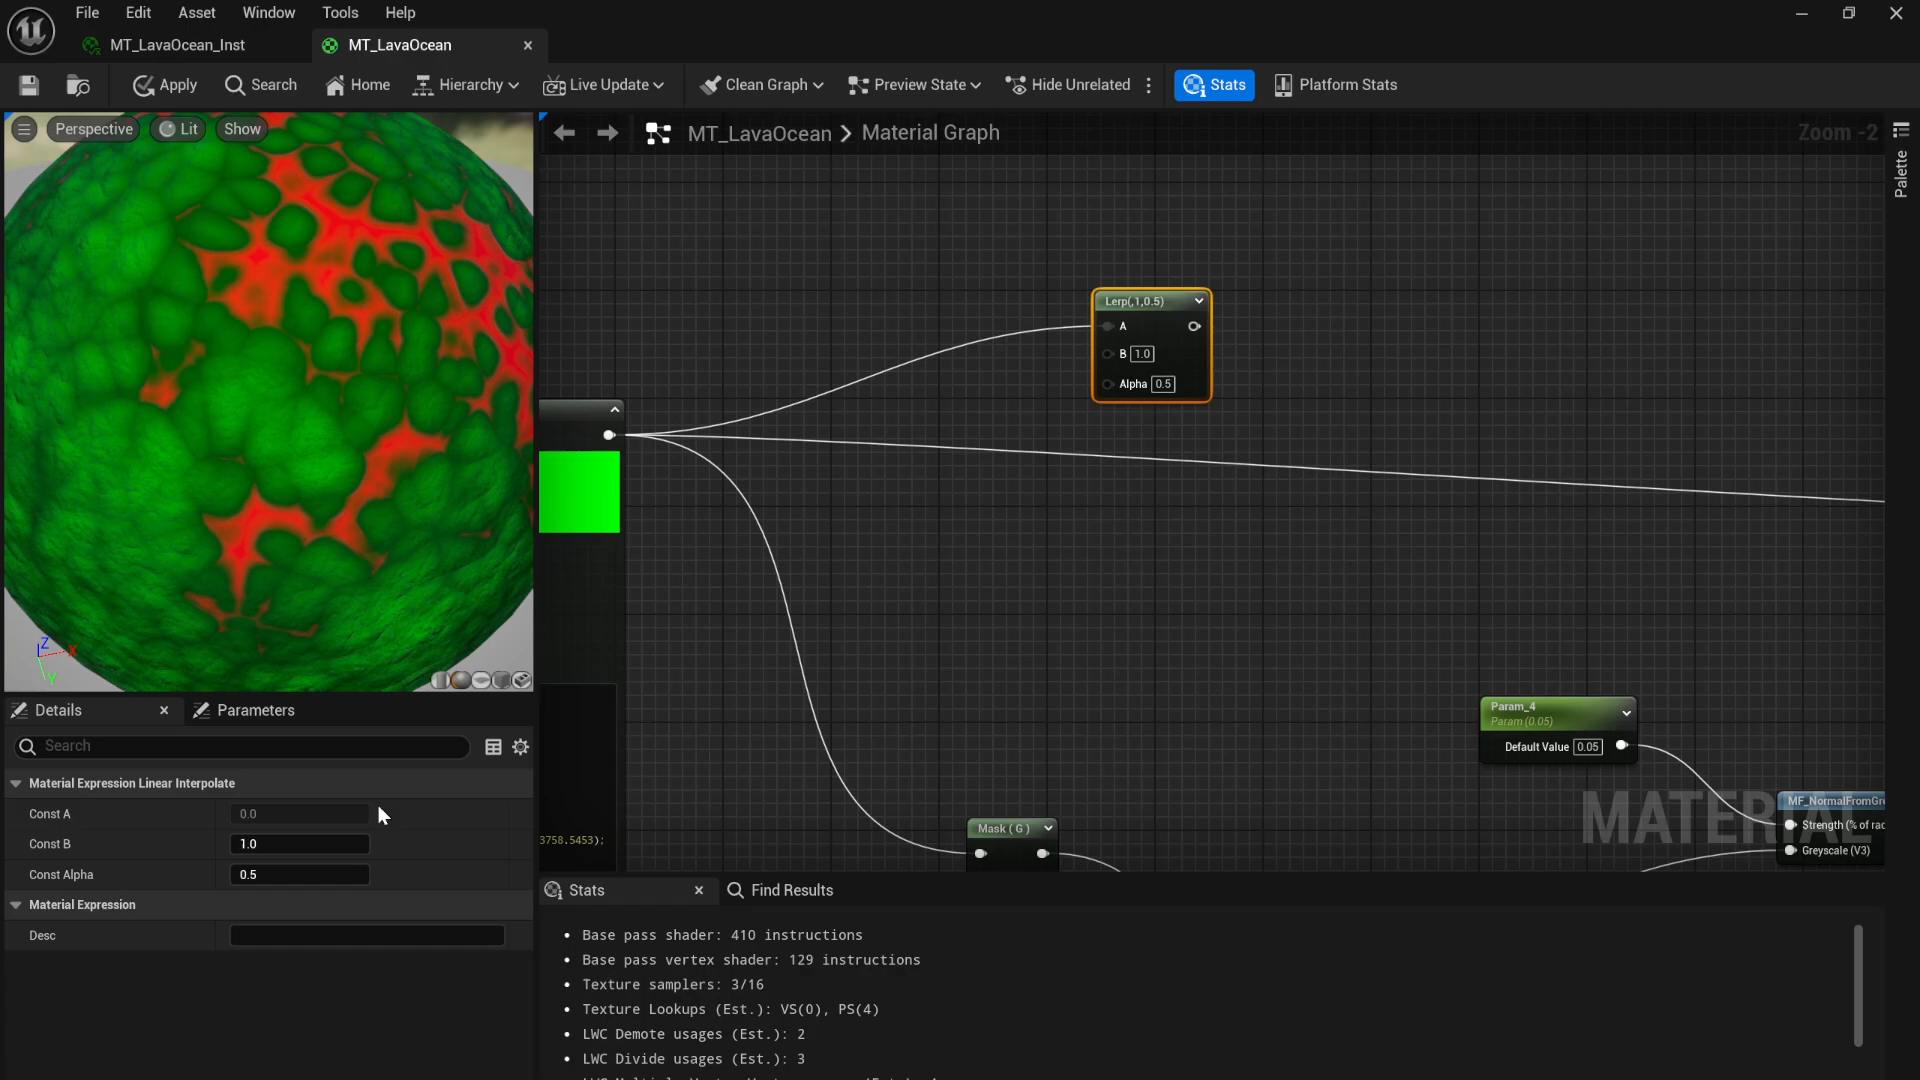 File Edit Asset Window Tools Help
MT_LavaOcean_Inst MT_LavaOcean
Apply Search Home Hierarchy Live Update Clean Graph Preview State Hide Unrelated Stats Platform Stats
Perspective Lit Show
MT_LavaOcean > Material Graph
Zoom -2
Palette
Lerp(,1,0.5)
A
B 1.0
Alpha 0.5
Z
X
Y
3758.5453);
Mask ( G )
Param_4
Param (0.05)
Default Value 0.05
MATERIAL
MF_NormalFromGre
Strength (% of rad
Greyscale (V3)
Details Parameters
Search
Material Expression Linear Interpolate
Const A 0.0
Const B 1.0
Const Alpha 0.5
Material Expression
Desc
Stats Find Results
• Base pass shader: 410 instructions
• Base pass vertex shader: 129 instructions
• Texture samplers: 3/16
• Texture Lookups (Est.): VS(0), PS(4)
• LWC Demote usages (Est.): 2
• LWC Divide usages (Est.): 3